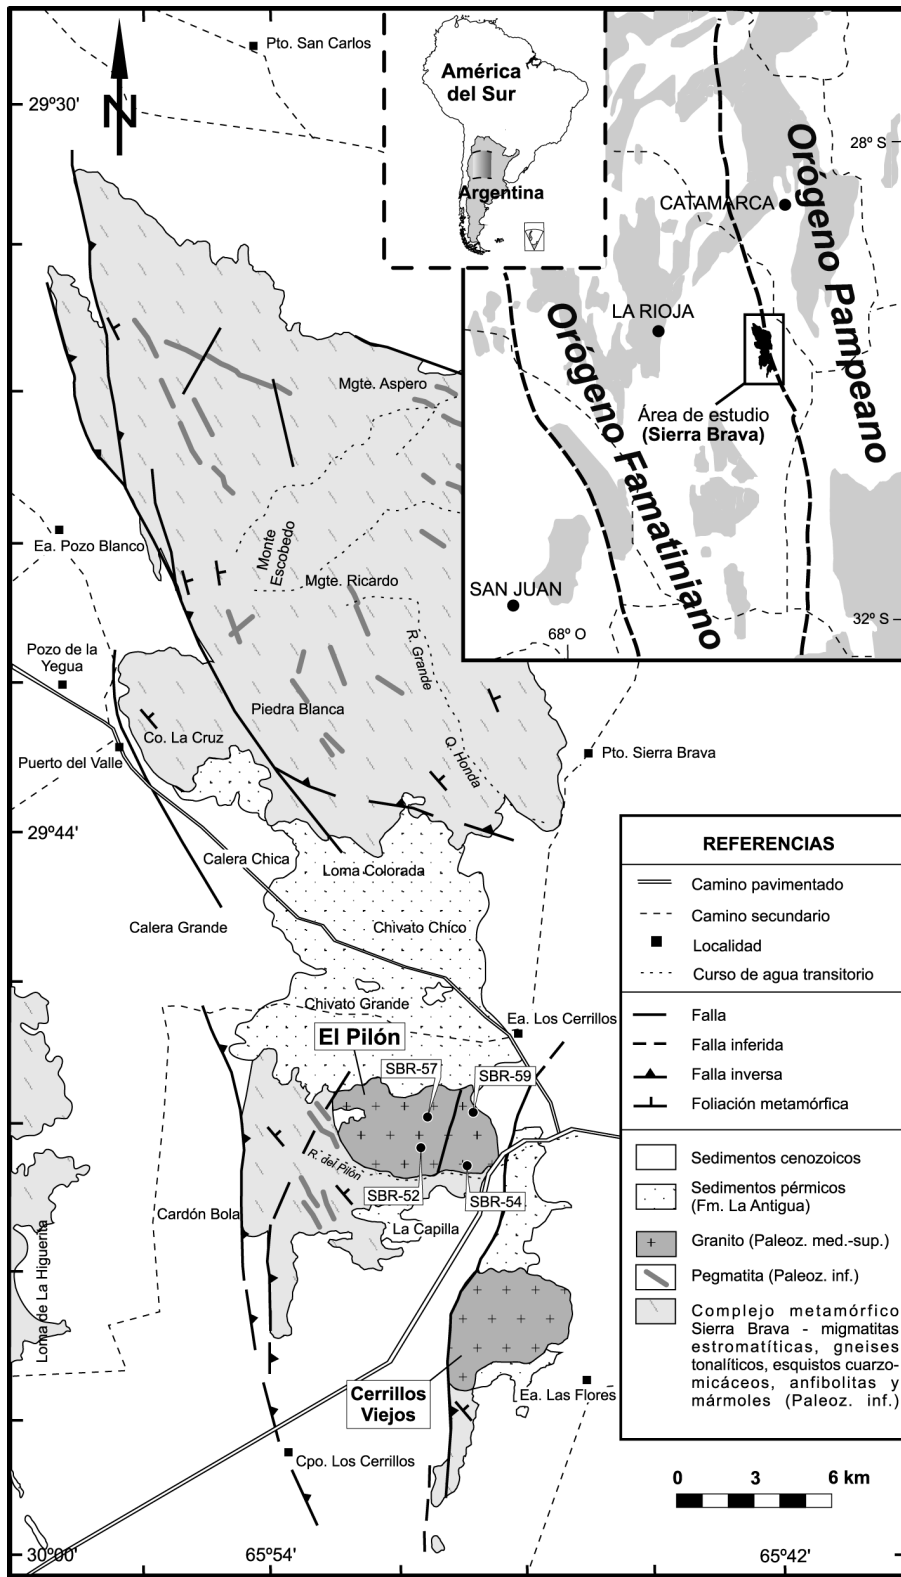 29º30'
N
Pto. San Carlos
América
del Sur
Argentina
28º S
CATAMARCA
Orógeno Pampeano
LA RIOJA
Orógeno Famatiniano
Área de estudio
(Sierra Brava)
SAN JUAN
68º O
32º S
Mgte. Aspero
Monte
Escobedo
Ea. Pozo Blanco
Mgte. Ricardo
R. Grande
Pozo de la
Yegua
Piedra Blanca
Co. La Cruz
Q. Honda
Puerto del Valle
Pto. Sierra Brava
29º44'
Calera Chica
Loma Colorada
Calera Grande
Chivato Chico
Chivato Grande
Ea. Los Cerrillos
El Pilón
SBR-57
SBR-59
R. del Pilón
SBR-52
SBR-54
Cardón Bola
La Capilla
Loma de La Higuerita
Cerrillos
Viejos
Ea. Las Flores
Cpo. Los Cerrillos
30º00'
65º54'
65º42'
REFERENCIAS
Camino pavimentado
Camino secundario
Localidad
Curso de agua transitorio
Falla
Falla inferida
Falla inversa
Foliación metamórfica
Sedimentos cenozoicos
Sedimentos pérmicos
(Fm. La Antigua)
Granito (Paleoz. med.-sup.)
Pegmatita (Paleoz. inf.)
Complejo metamórfico
Sierra Brava - migmatitas
estromatíticas, gneises
tonalíticos, esquistos cuarzo-
micáceos, anfibolitas y
mármoles (Paleoz. inf.)
0 3 6 km